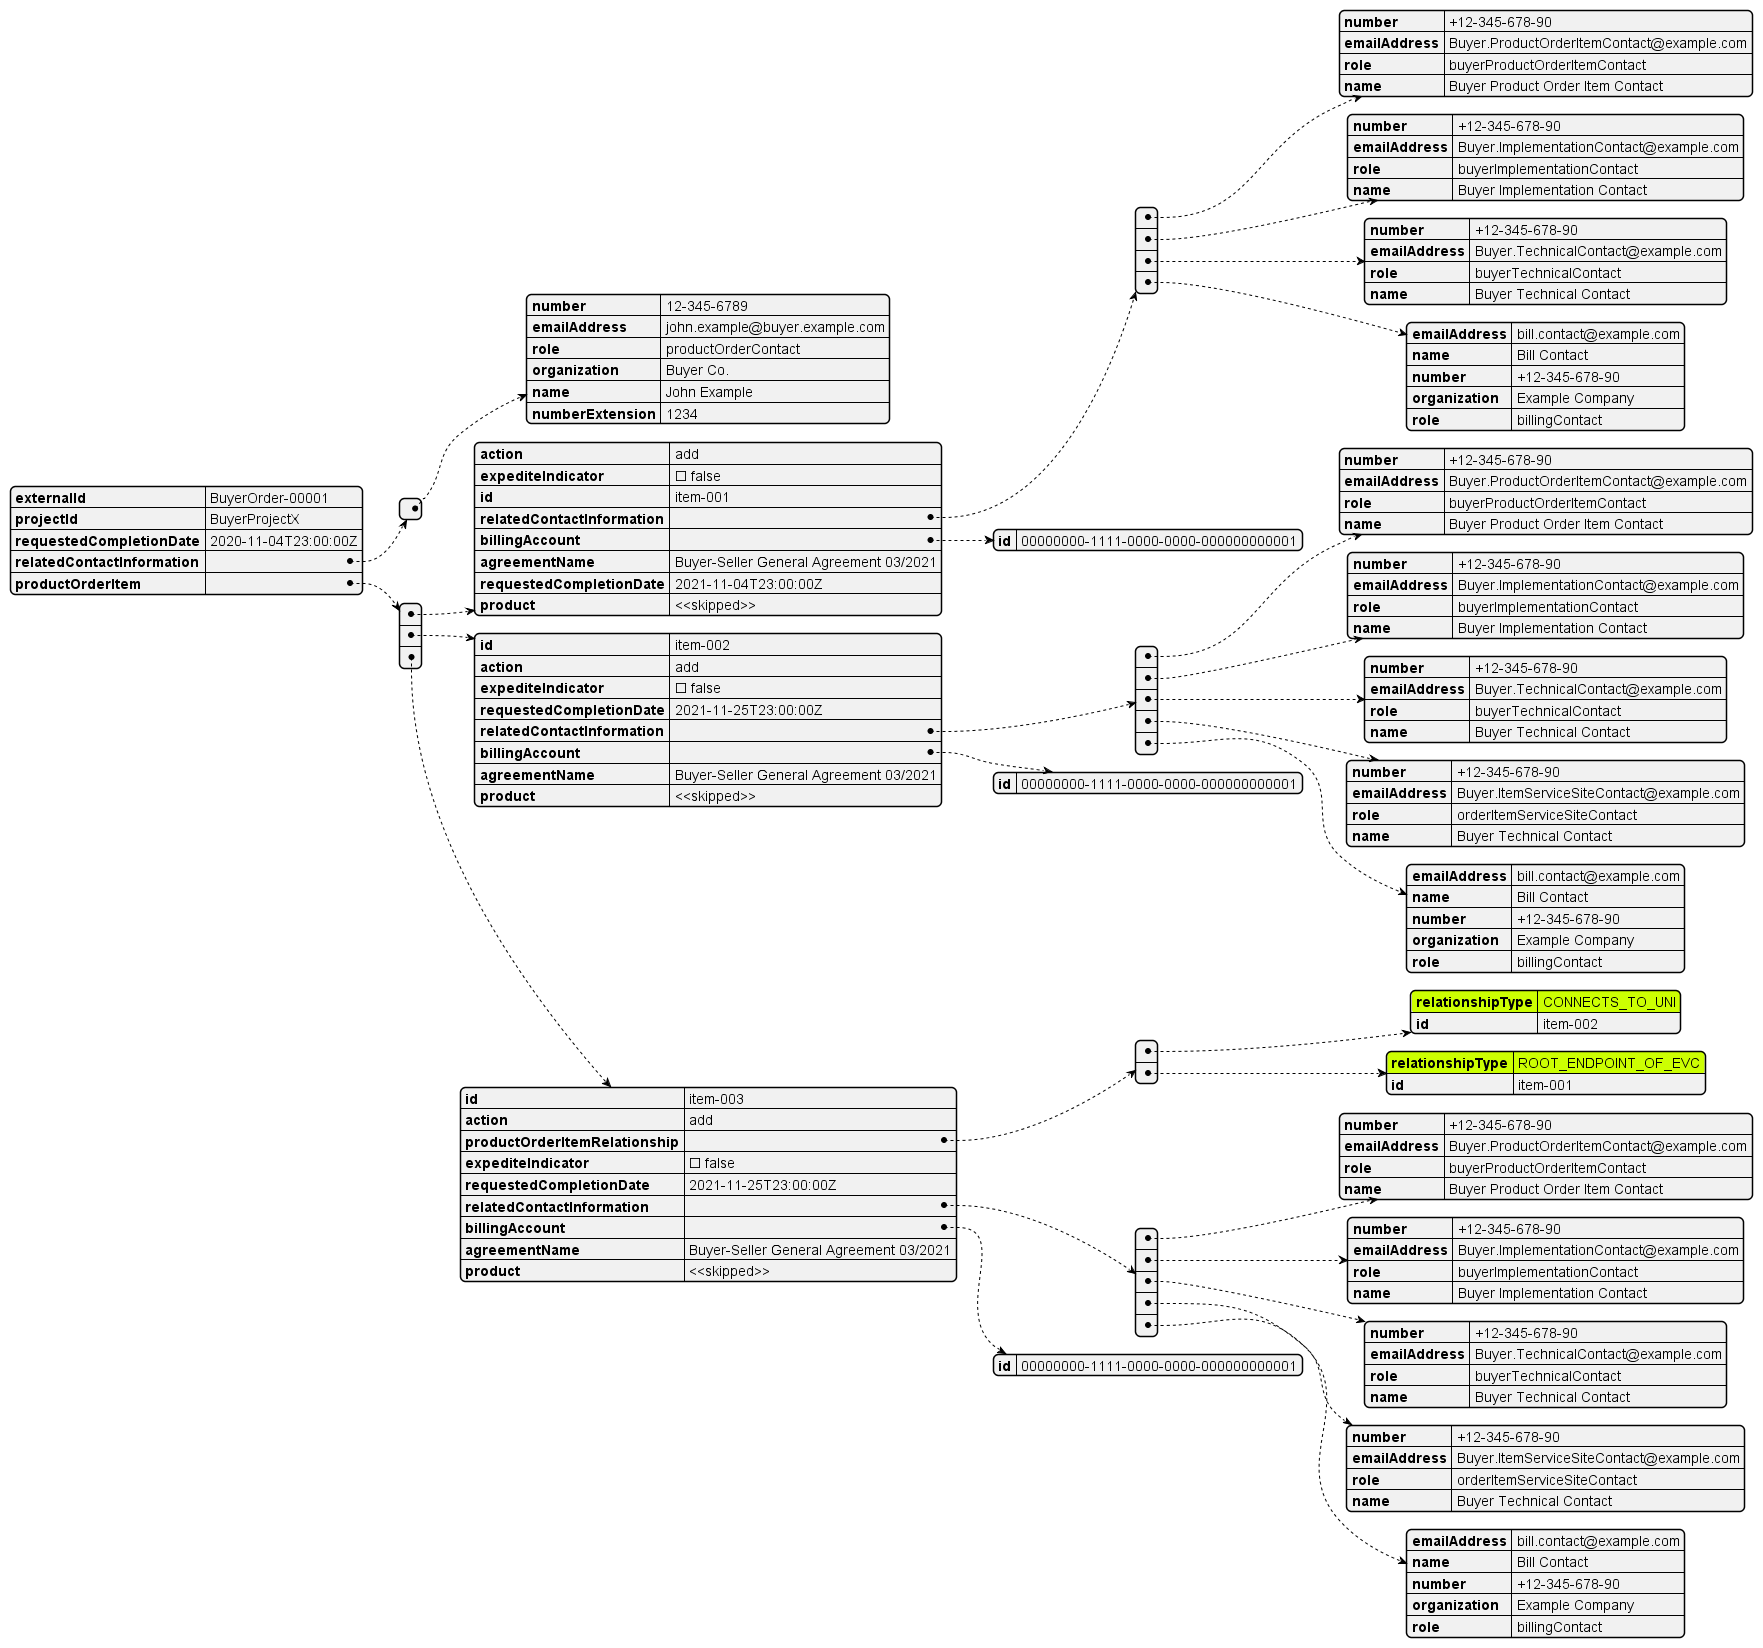 externalId BuyerOrder-00001
projectId BuyerProjectX
requestedCompletionDate 2020-11-04T23:00:00Z
relatedContactInformation
productOrderItem
number 12-345-6789
emailAddress john.example@buyer.example.com
role productOrderContact
organization Buyer Co.
name John Example
numberExtension 1234
action add
expediteIndicator ☐ false
id item-001
relatedContactInformation
billingAccount
agreementName Buyer-Seller General Agreement 03/2021
requestedCompletionDate 2021-11-04T23:00:00Z
product <<skipped>>
number +12-345-678-90
emailAddress Buyer.ProductOrderItemContact@example.com
role buyerProductOrderItemContact
name Buyer Product Order Item Contact
number +12-345-678-90
emailAddress Buyer.ImplementationContact@example.com
role buyerImplementationContact
name Buyer Implementation Contact
number +12-345-678-90
emailAddress Buyer.TechnicalContact@example.com
role buyerTechnicalContact
name Buyer Technical Contact
emailAddress bill.contact@example.com
name Bill Contact
number +12-345-678-90
organization Example Company
role billingContact
id 00000000-1111-0000-0000-000000000001
id item-002
action add
expediteIndicator ☐ false
requestedCompletionDate 2021-11-25T23:00:00Z
relatedContactInformation
billingAccount
agreementName Buyer-Seller General Agreement 03/2021
product <<skipped>>
number +12-345-678-90
emailAddress Buyer.ProductOrderItemContact@example.com
role buyerProductOrderItemContact
name Buyer Product Order Item Contact
number +12-345-678-90
emailAddress Buyer.ImplementationContact@example.com
role buyerImplementationContact
name Buyer Implementation Contact
number +12-345-678-90
emailAddress Buyer.TechnicalContact@example.com
role buyerTechnicalContact
name Buyer Technical Contact
number +12-345-678-90
emailAddress Buyer.ItemServiceSiteContact@example.com
role orderItemServiceSiteContact
name Buyer Technical Contact
emailAddress bill.contact@example.com
name Bill Contact
number +12-345-678-90
organization Example Company
role billingContact
id 00000000-1111-0000-0000-000000000001
id item-003
action add
productOrderItemRelationship
expediteIndicator ☐ false
requestedCompletionDate 2021-11-25T23:00:00Z
relatedContactInformation
billingAccount
agreementName Buyer-Seller General Agreement 03/2021
product <<skipped>>
relationshipType CONNECTS_TO_UNI
id item-002
relationshipType ROOT_ENDPOINT_OF_EVC
id item-001
number +12-345-678-90
emailAddress Buyer.ProductOrderItemContact@example.com
role buyerProductOrderItemContact
name Buyer Product Order Item Contact
number +12-345-678-90
emailAddress Buyer.ImplementationContact@example.com
role buyerImplementationContact
name Buyer Implementation Contact
number +12-345-678-90
emailAddress Buyer.TechnicalContact@example.com
role buyerTechnicalContact
name Buyer Technical Contact
number +12-345-678-90
emailAddress Buyer.ItemServiceSiteContact@example.com
role orderItemServiceSiteContact
name Buyer Technical Contact
emailAddress bill.contact@example.com
name Bill Contact
number +12-345-678-90
organization Example Company
role billingContact
id 00000000-1111-0000-0000-000000000001